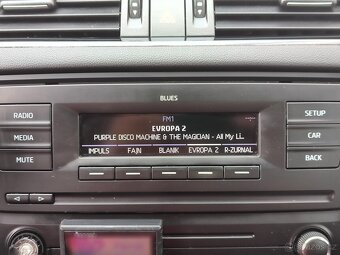 BLUES
RADIO
MEDIA
MUTE
FM1
EVROPA 2
PURPLE DISCO MACHINE & THE MAGICIAN - All My Li..
IMPULS FAJN BLANIK EVROPA 2 R-ZURNAL
SETUP
CAR
BACK